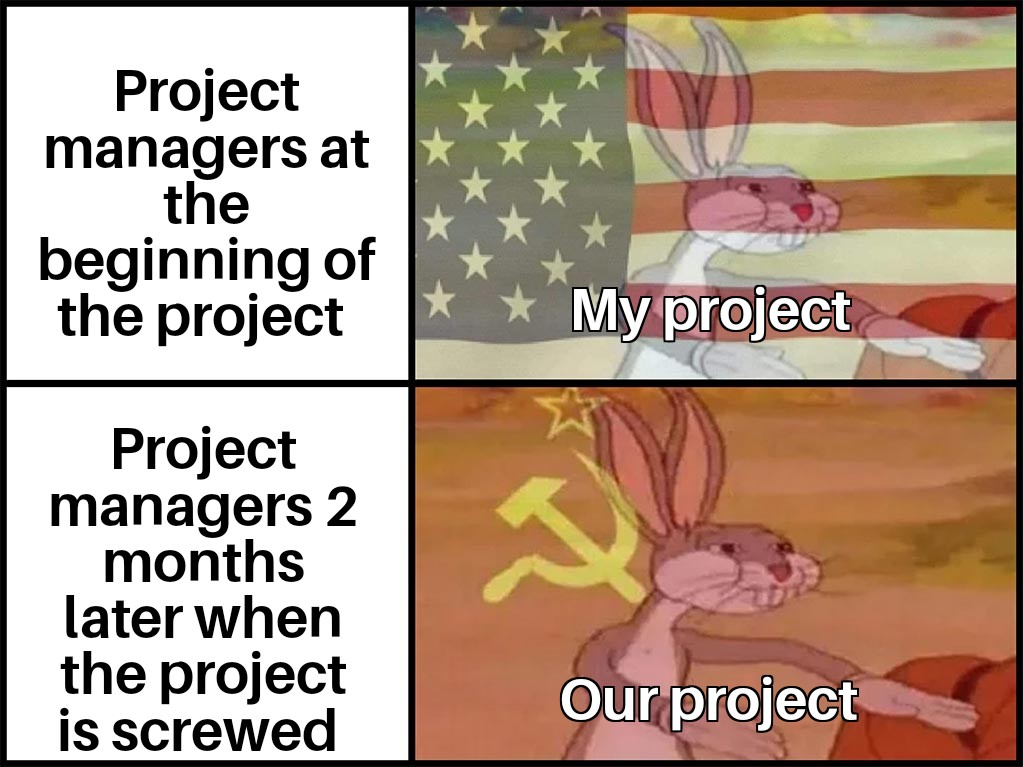 Project
managers at
the
beginning of
the project
My project
Project
managers 2
months
later when
the project
is screwed
Our project